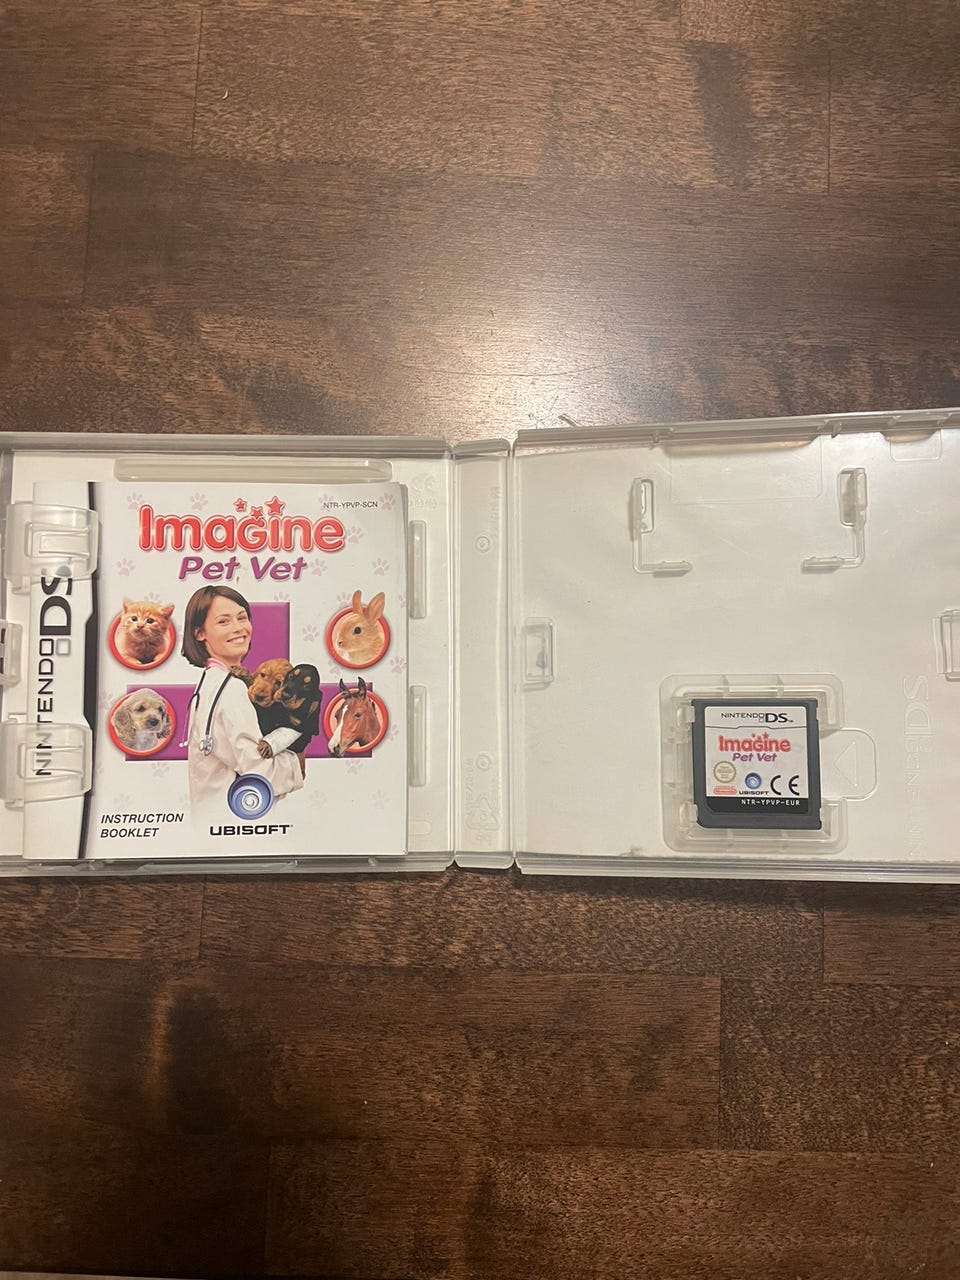 NTR-YPVP-SCN
Imagine
Pet Vet
NINTENDO DS
INSTRUCTION
BOOKLET
UBISOFT
NINTENDO DS™
Imagine
Pet Vet
UBISOFT CE
NTR-YPVP-EUR
NINTENDO DS